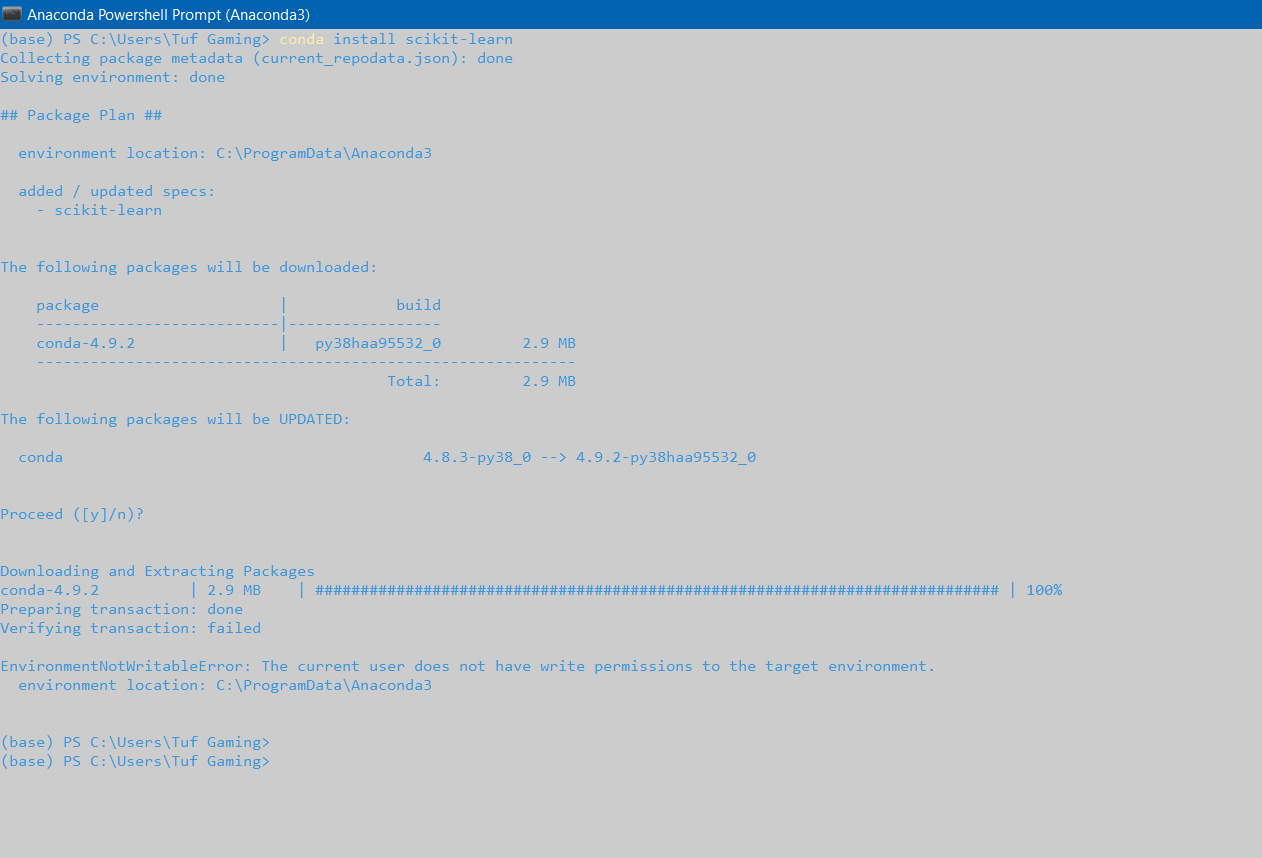 Anaconda Powershell Prompt (Anaconda3)
(base) PS C:\Users\Tuf Gaming> conda install scikit-learn
Collecting package metadata (current_repodata.json): done
Solving environment: done
## Package Plan ##
  environment location: C:\ProgramData\Anaconda3
  added / updated specs:
    - scikit-learn
The following packages will be downloaded:
    package                    |            build
    ---------------------------|-----------------
    conda-4.9.2                |   py38haa95532_0         2.9 MB
    ------------------------------------------------------------
                                           Total:         2.9 MB
The following packages will be UPDATED:
  conda                                        4.8.3-py38_0 --> 4.9.2-py38haa95532_0
Proceed ([y]/n)?
Downloading and Extracting Packages
conda-4.9.2          | 2.9 MB    | ############################################################################ | 100%
Preparing transaction: done
Verifying transaction: failed
EnvironmentNotWritableError: The current user does not have write permissions to the target environment.
  environment location: C:\ProgramData\Anaconda3
(base) PS C:\Users\Tuf Gaming>
(base) PS C:\Users\Tuf Gaming>